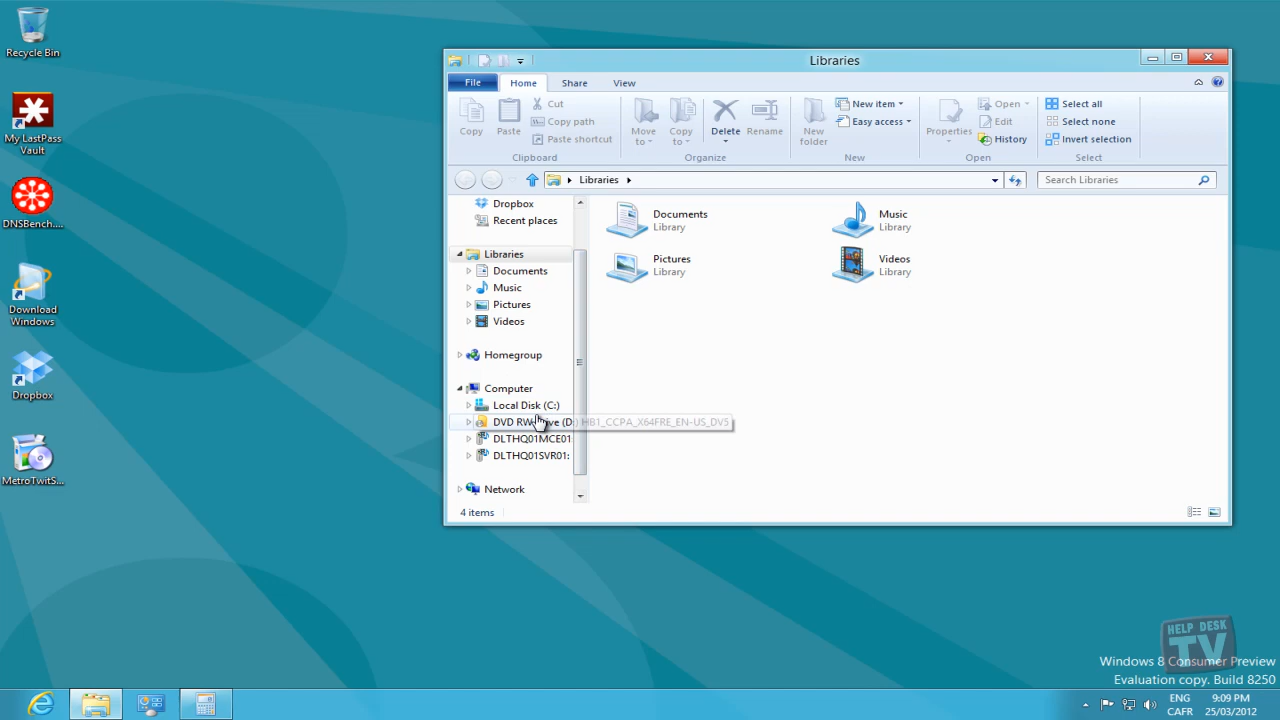 Recycle Bin
My LastPass
Vault
DNSBench....
Download
Windows
Dropbox
MetroTwitS...
Libraries
File
Home
Share
View
Copy
Paste
Cut
Copy path
Paste shortcut
Clipboard
Move
to
Copy
to
Delete
Rename
Organize
New
folder
New item
Easy access
New
Properties
Open
Edit
History
Open
Select all
Select none
Invert selection
Select
Libraries
Search Libraries
Dropbox
Recent places
Libraries
Documents
Music
Pictures
Videos
Homegroup
Computer
Local Disk (C:)
DVD RW Drive (D:) HB1_CCPA_X64FRE_EN-US_DV5
DLTHQ01MCE01:
DLTHQ01SVR01:
Network
Documents
Library
Music
Library
Pictures
Library
Videos
Library
4 items
HELP DESK
TV
Windows 8 Consumer Preview
Evaluation copy. Build 8250
ENG
CAFR
9:09 PM
25/03/2012